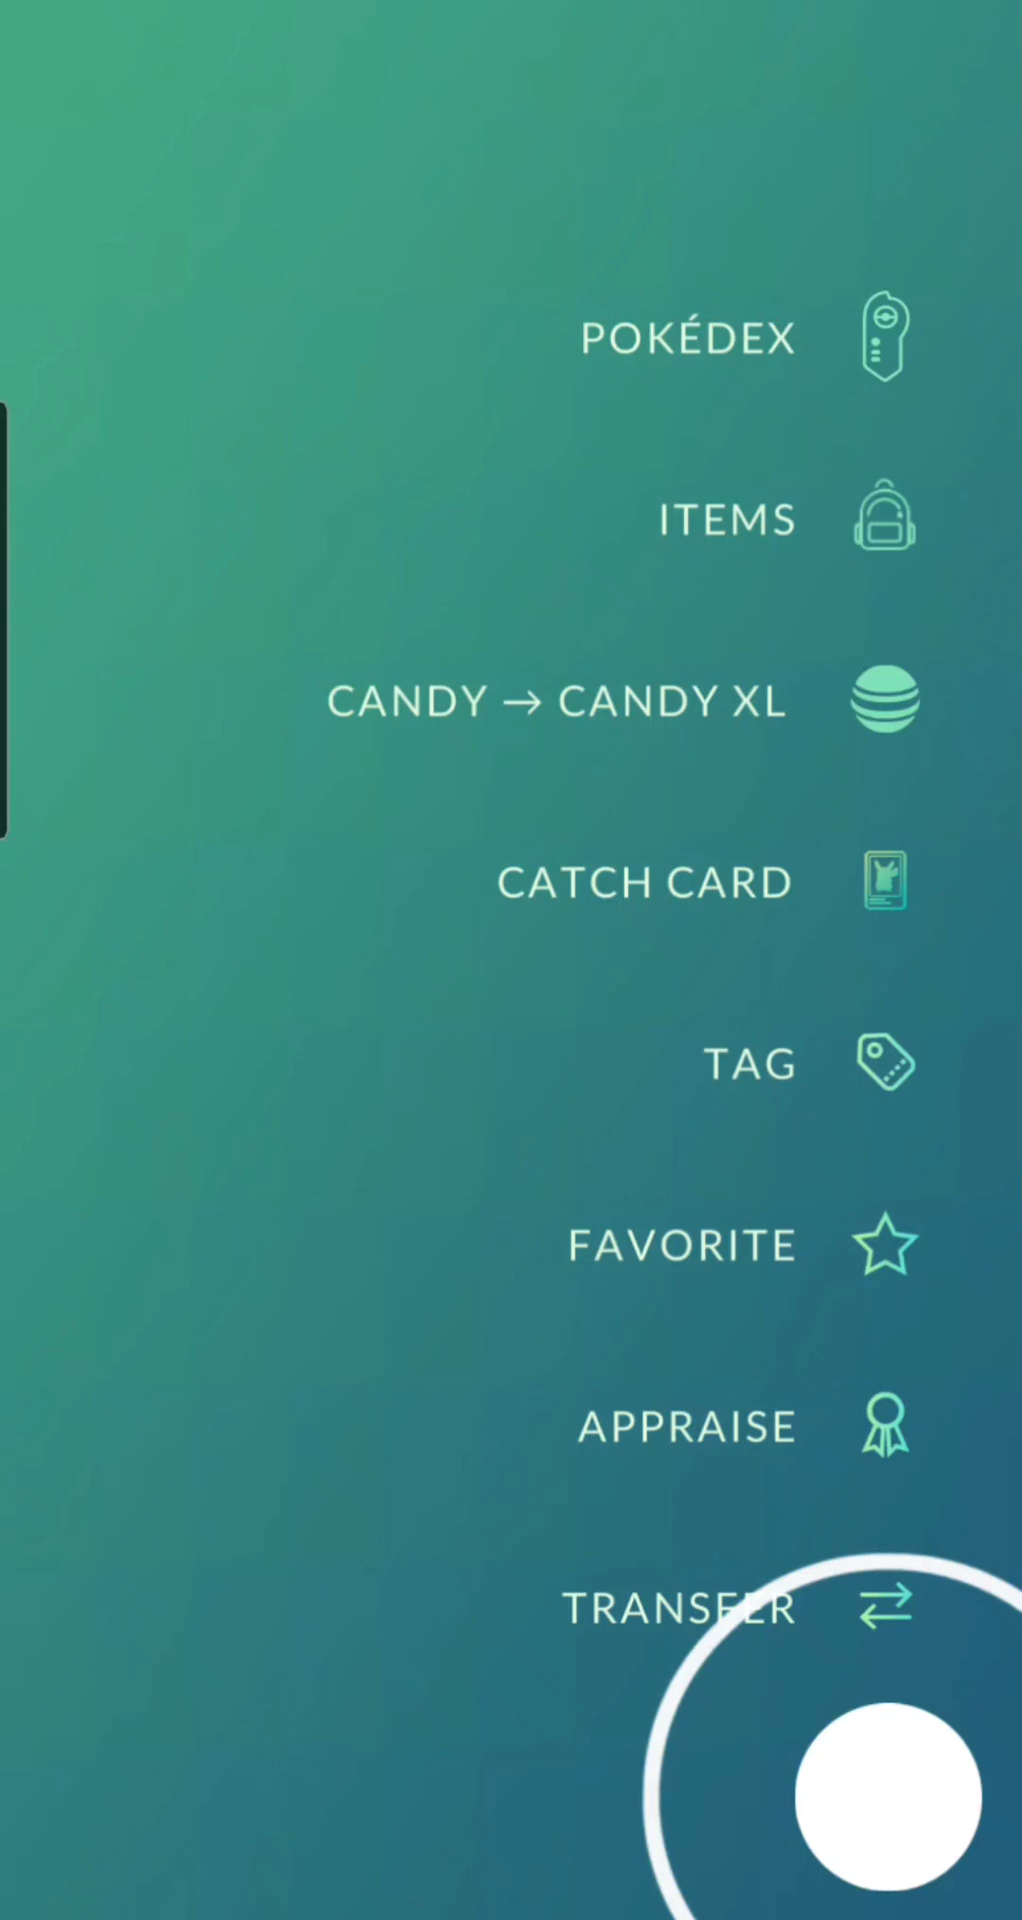 POKÉDEX
ITEMS
CANDY → CANDY XL
CATCH CARD
TAG
FAVORITE
APPRAISE
TRANSFER